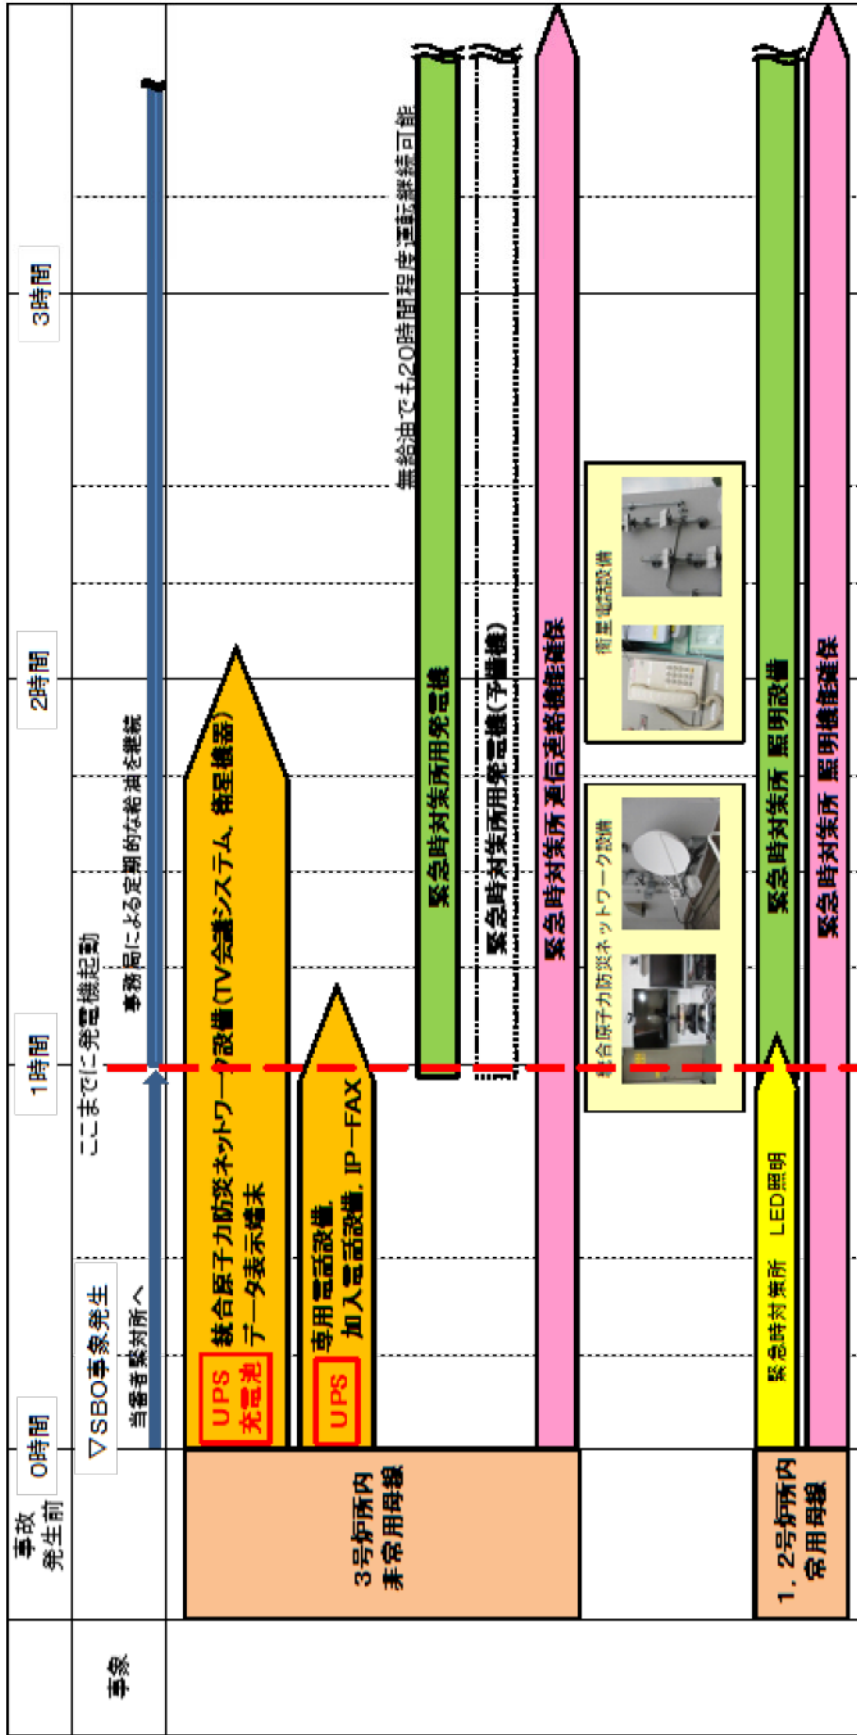 事故
発生前
0時間
1時間
2時間
3時間
事象
▽SBO事象発生
ここまでに発電機起動
当番者緊対所へ
事務局による定期的な給油を継続
3号炉所内
非常用母線
UPS
充電池
統合原子力防災ネットワーク設備(TV会議システム, 衛星機器)
データ表示端末
UPS
専用電話設備,
加入電話設備, IP-FAX
無給油でも20時間程度運転継続可能
緊急時対策所用発電機
緊急時対策所用発電機(予備機)
緊急時対策所 通信連絡機能確保
統合原子力防災ネットワーク設備
衛星電話設備
1, 2号炉所内
常用母線
緊急時対策所 LED照明
緊急時対策所 照明設備
緊急時対策所 照明機能確保